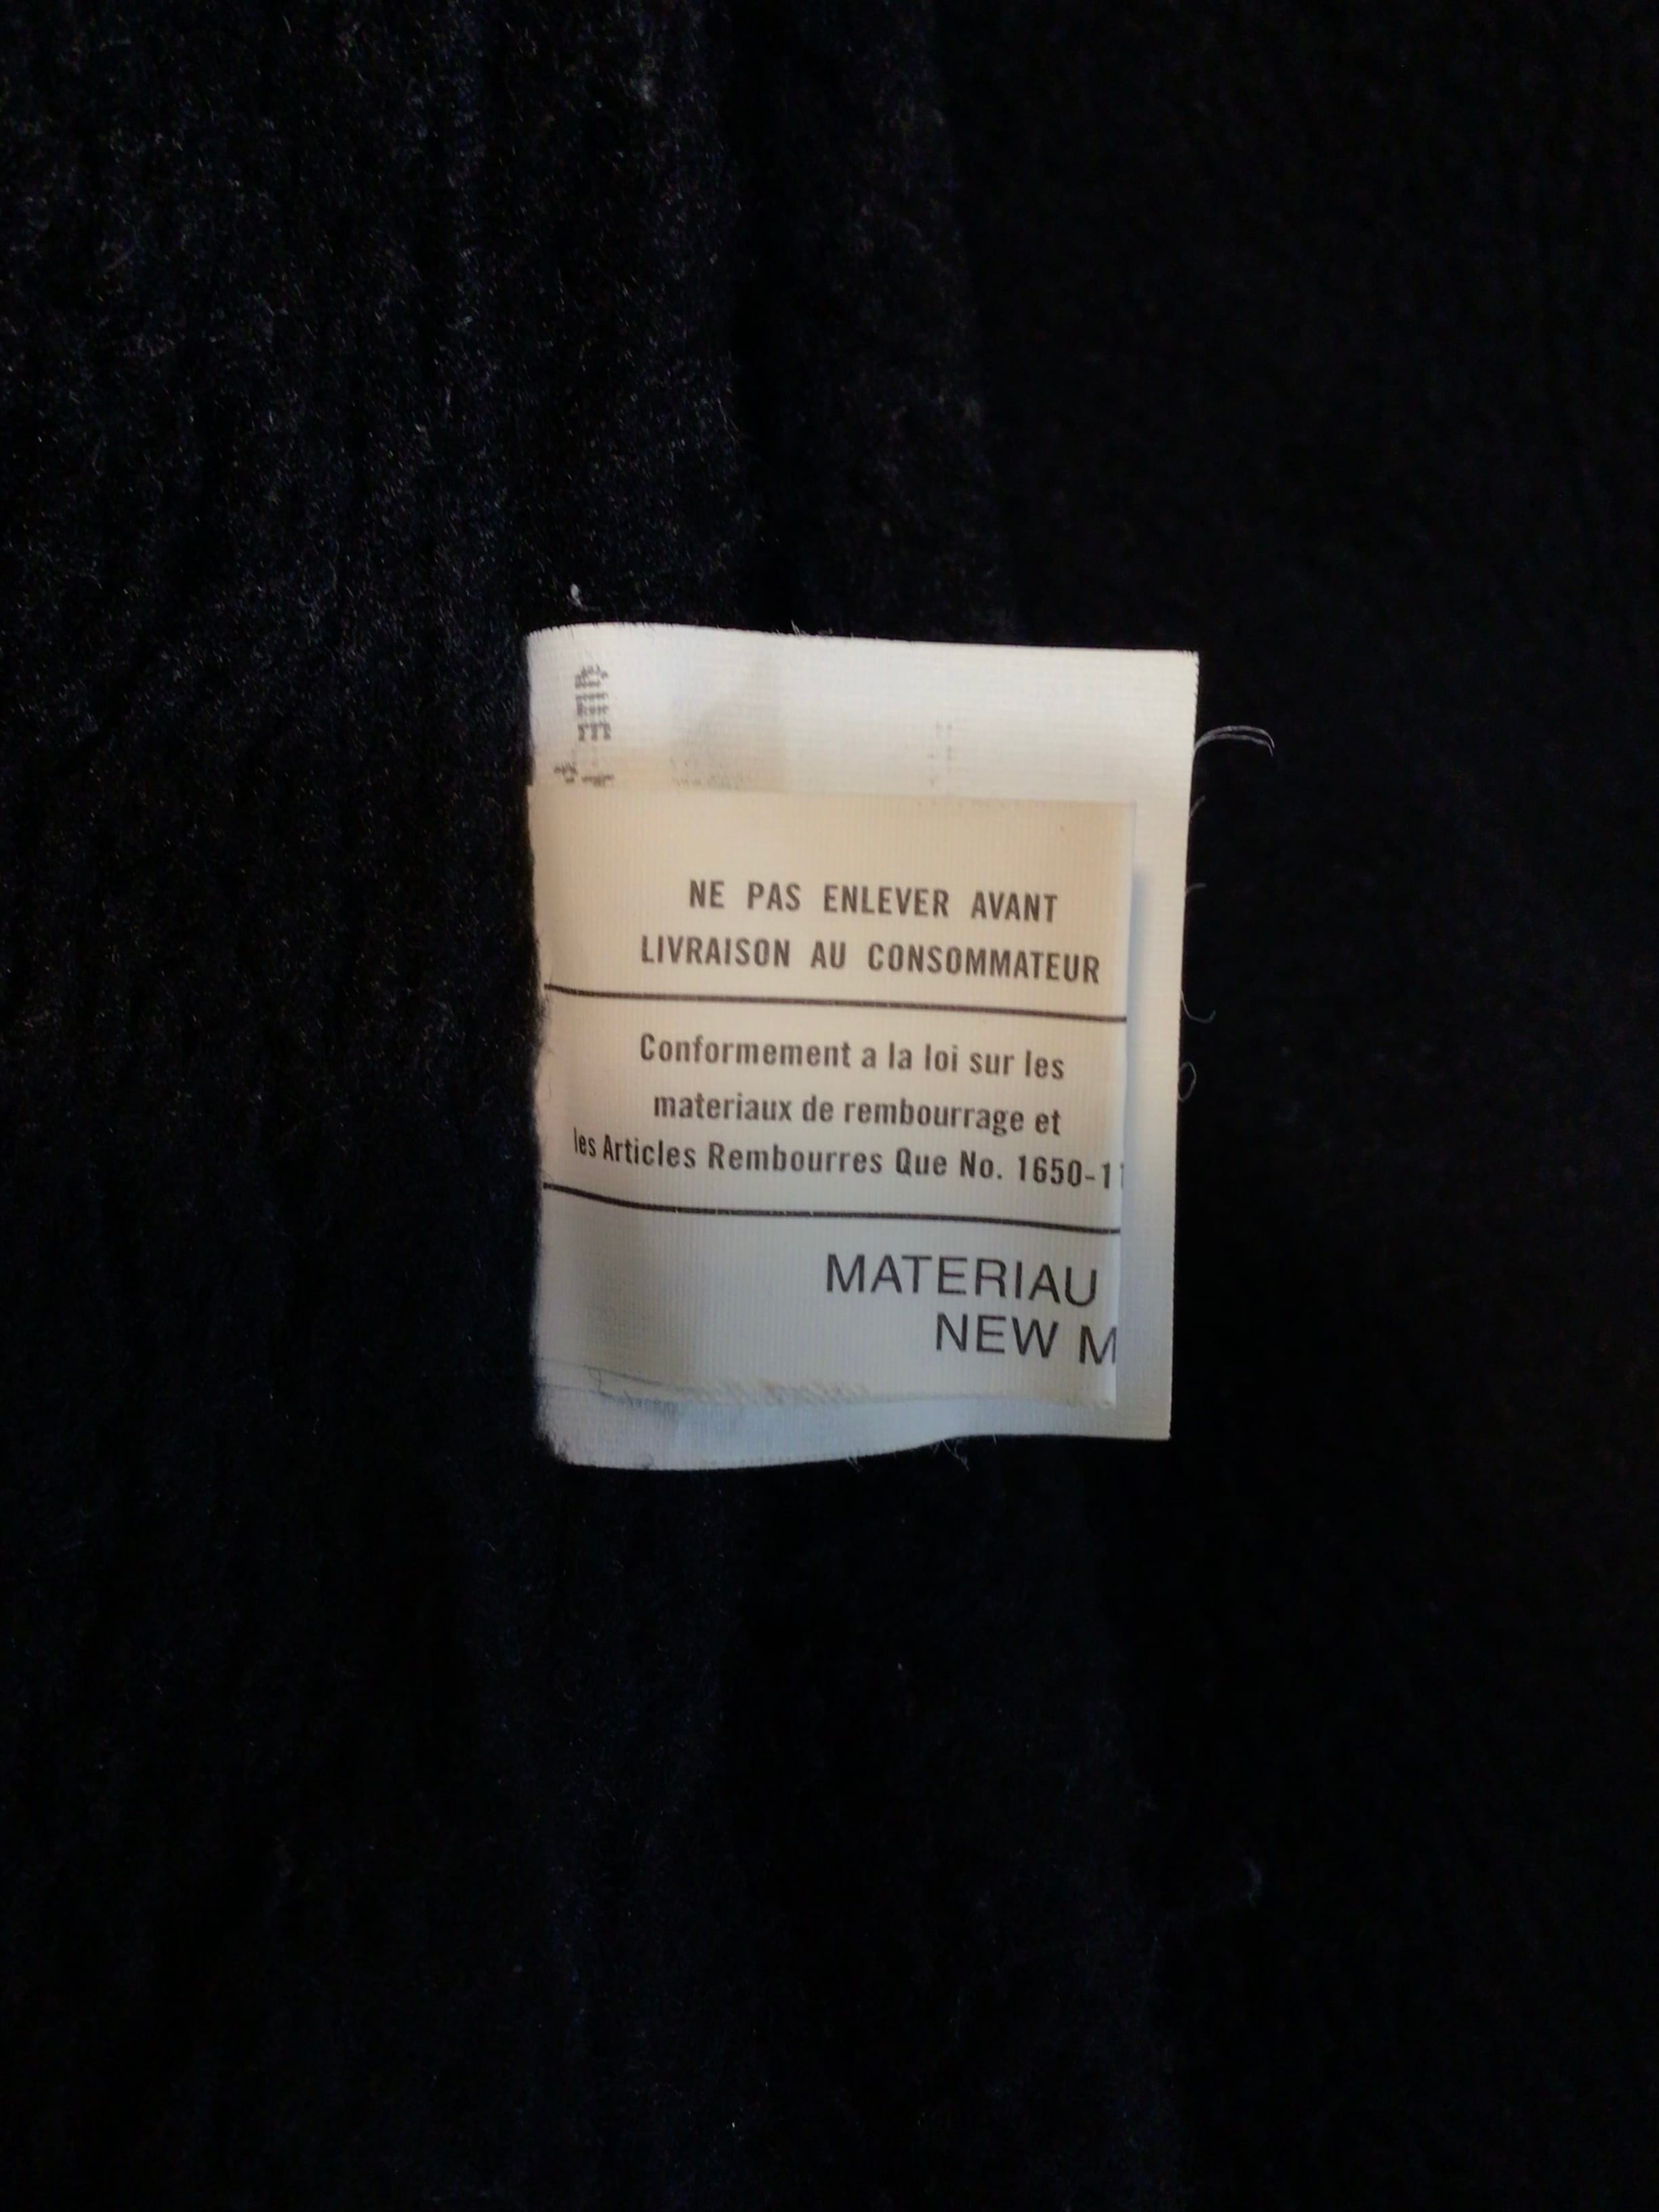 NE PAS ENLEVER AVANT
LIVRAISON AU CONSOMMATEUR
Conformement a la loi sur les
materiaux de rembourrage et
les Articles Rembourres Que No. 1650-11
MATERIAU
NEW M